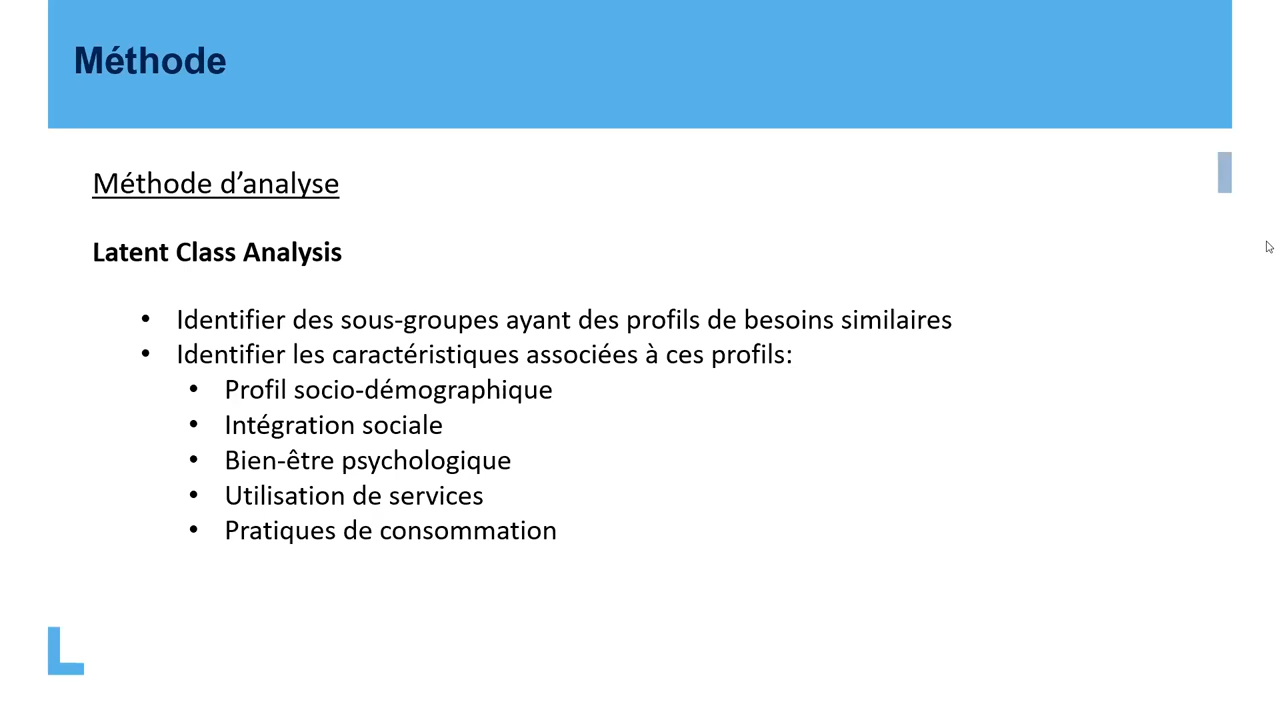 Méthode
Méthode d’analyse
Latent Class Analysis
• Identifier des sous-groupes ayant des profils de besoins similaires
• Identifier les caractéristiques associées à ces profils:
• Profil socio-démographique
• Intégration sociale
• Bien-être psychologique
• Utilisation de services
• Pratiques de consommation